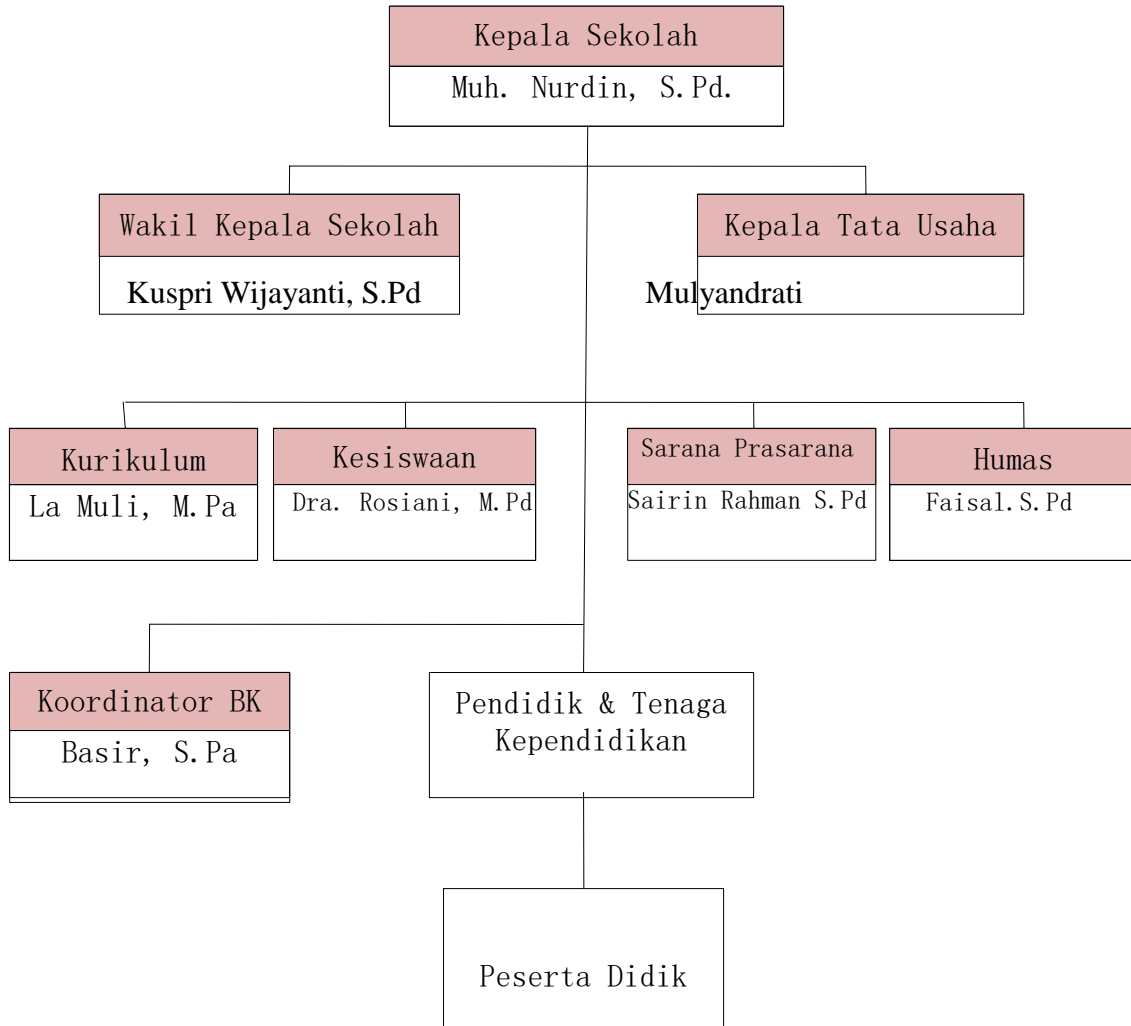 Kepala Sekolah
Muh. Nurdin, S.Pd.
Wakil Kepala Sekolah
Kuspri Wijayanti, S.Pd
Kepala Tata Usaha
Mulyandrati
Kurikulum
La Muli, M.Pa
Kesiswaan
Dra. Rosiani, M.Pd
Sarana Prasarana
Sairin Rahman S.Pd
Humas
Faisal.S.Pd
Koordinator BK
Basir, S.Pa
Pendidik & Tenaga
Kependidikan
Peserta Didik